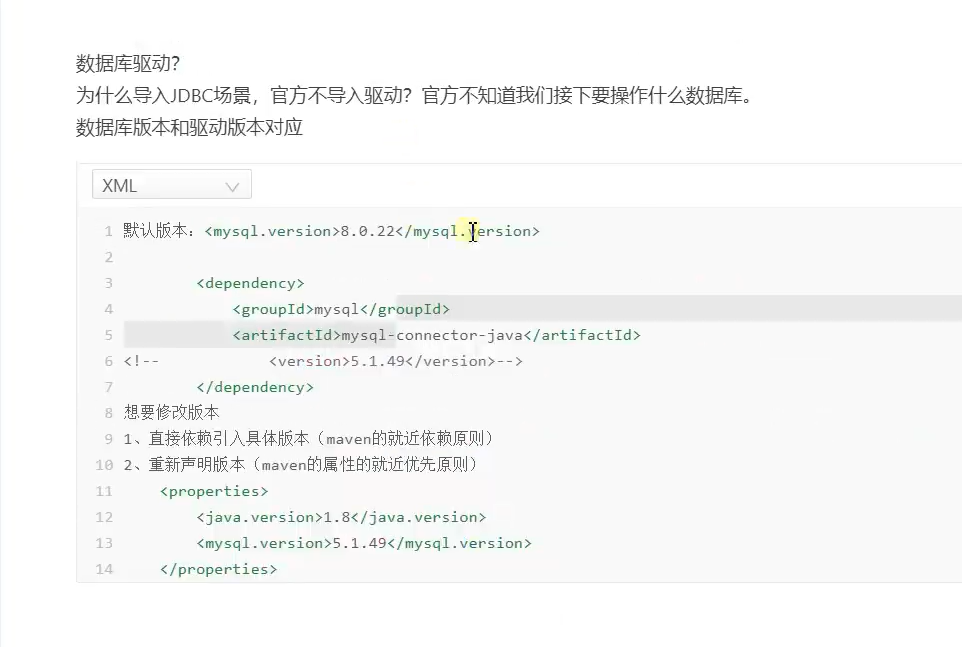 数据库驱动?
为什么导入JDBC场景，官方不导入驱动？官方不知道我们接下要操作什么数据库。
数据库版本和驱动版本对应
XML
1 默认版本：<mysql.version>8.0.22</mysql.version>
2
3 <dependency>
4 <groupId>mysql</groupId>
5 <artifactId>mysql-connector-java</artifactId>
6 <!-- <version>5.1.49</version>-->
7 </dependency>
8 想要修改版本
9 1、直接依赖引入具体版本（maven的就近依赖原则）
10 2、重新声明版本（maven的属性的就近优先原则）
11 <properties>
12 <java.version>1.8</java.version>
13 <mysql.version>5.1.49</mysql.version>
14 </properties>